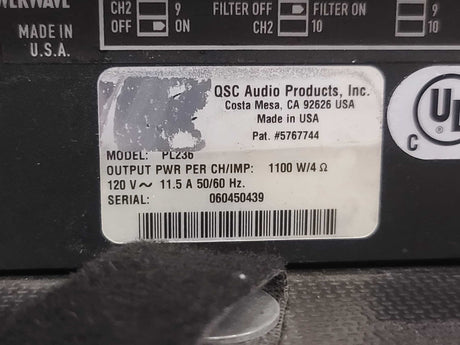 CH2 9
OFF ON
FILTER OFF FILTER ON
CH2 10
9
10
MADE IN
U.S.A.
QSC Audio Products, Inc.
Costa Mesa, CA 92626 USA
Made in USA
Pat. #5767744
MODEL: PL236
OUTPUT PWR PER CH/IMP: 1100 W/4 Ω
120 V ~ 11.5 A 50/60 Hz.
SERIAL: 060450439
UL
C